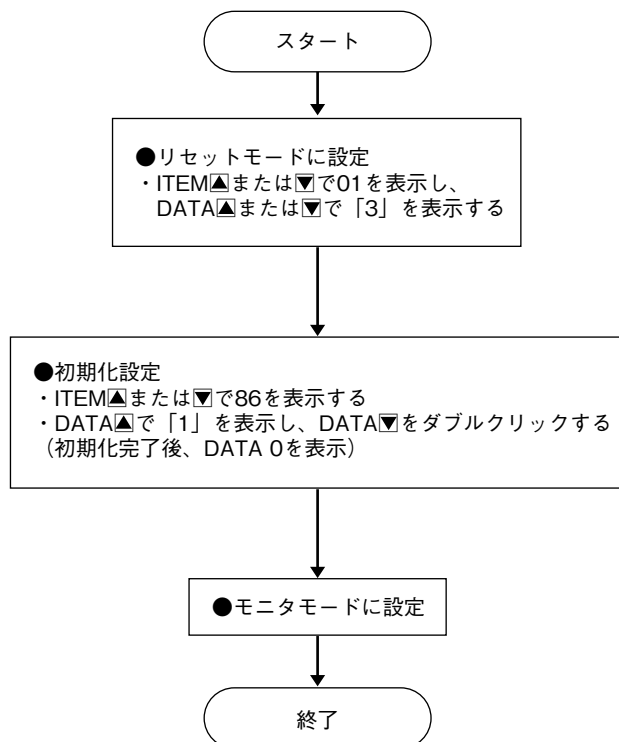 スタート
●リセットモードに設定
・ITEM▲または▼で01を表示し、
DATA▲または▼で「3」を表示する
●初期化設定
・ITEM▲または▼で86を表示する
・DATA▲で「1」を表示し、DATA▼をダブルクリックする
（初期化完了後、DATA 0を表示）
●モニタモードに設定
終了